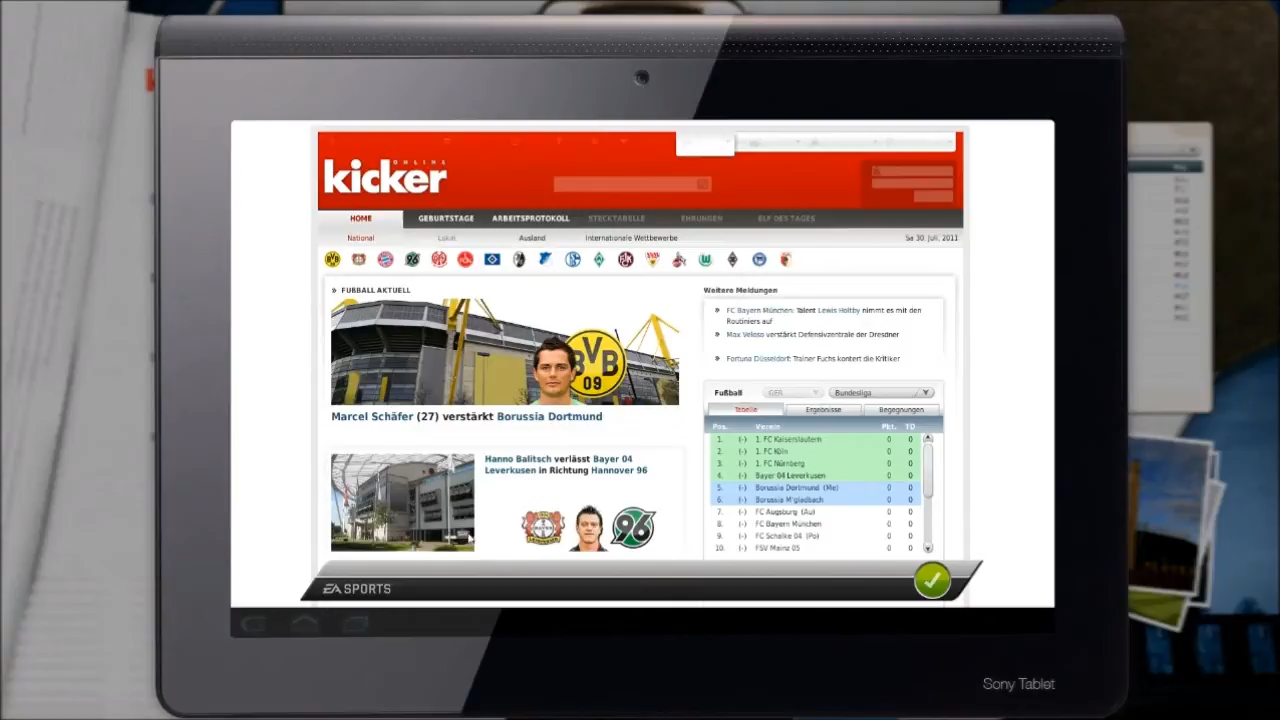 ONLINE
kicker
HOME GEBURTSTAGE ARBEITSPROTOKOLL STECKTABELLE EHRUNGEN ELF DES TAGES
National Lokal Ausland Internationale Wettbewerbe Sa 30. Juli, 2011
» FUßBALL AKTUELL
BVB
09
Marcel Schäfer (27) verstärkt Borussia Dortmund
Hanno Balitsch verlässt Bayer 04
Leverkusen in Richtung Hannover 96
96
Weitere Meldungen
» FC Bayern München: Talent Lewis Holtby nimmt es mit den
Routiniers auf
» Max Veloso verstärkt Defensivzentrale der Dresdner
» Fortuna Düsseldorf: Trainer Fuchs kontert die Kritiker
Fußball GER Bundesliga
Tabelle Ergebnisse Begegnungen
Pos. Verein Pkt. TD
1. (-) 1. FC Kaiserslautern 0 0
2. (-) 1. FC Köln 0 0
3. (-) 1. FC Nürnberg 0 0
4. (-) Bayer 04 Leverkusen 0 0
5. (-) Borussia Dortmund (Me) 0 0
6. (-) Borussia M'gladbach 0 0
7. (-) FC Augsburg (Au) 0 0
8. (-) FC Bayern München 0 0
9. (-) FC Schalke 04 (Po) 0 0
10. (-) FSV Mainz 05 0 0
EA SPORTS
Sony Tablet